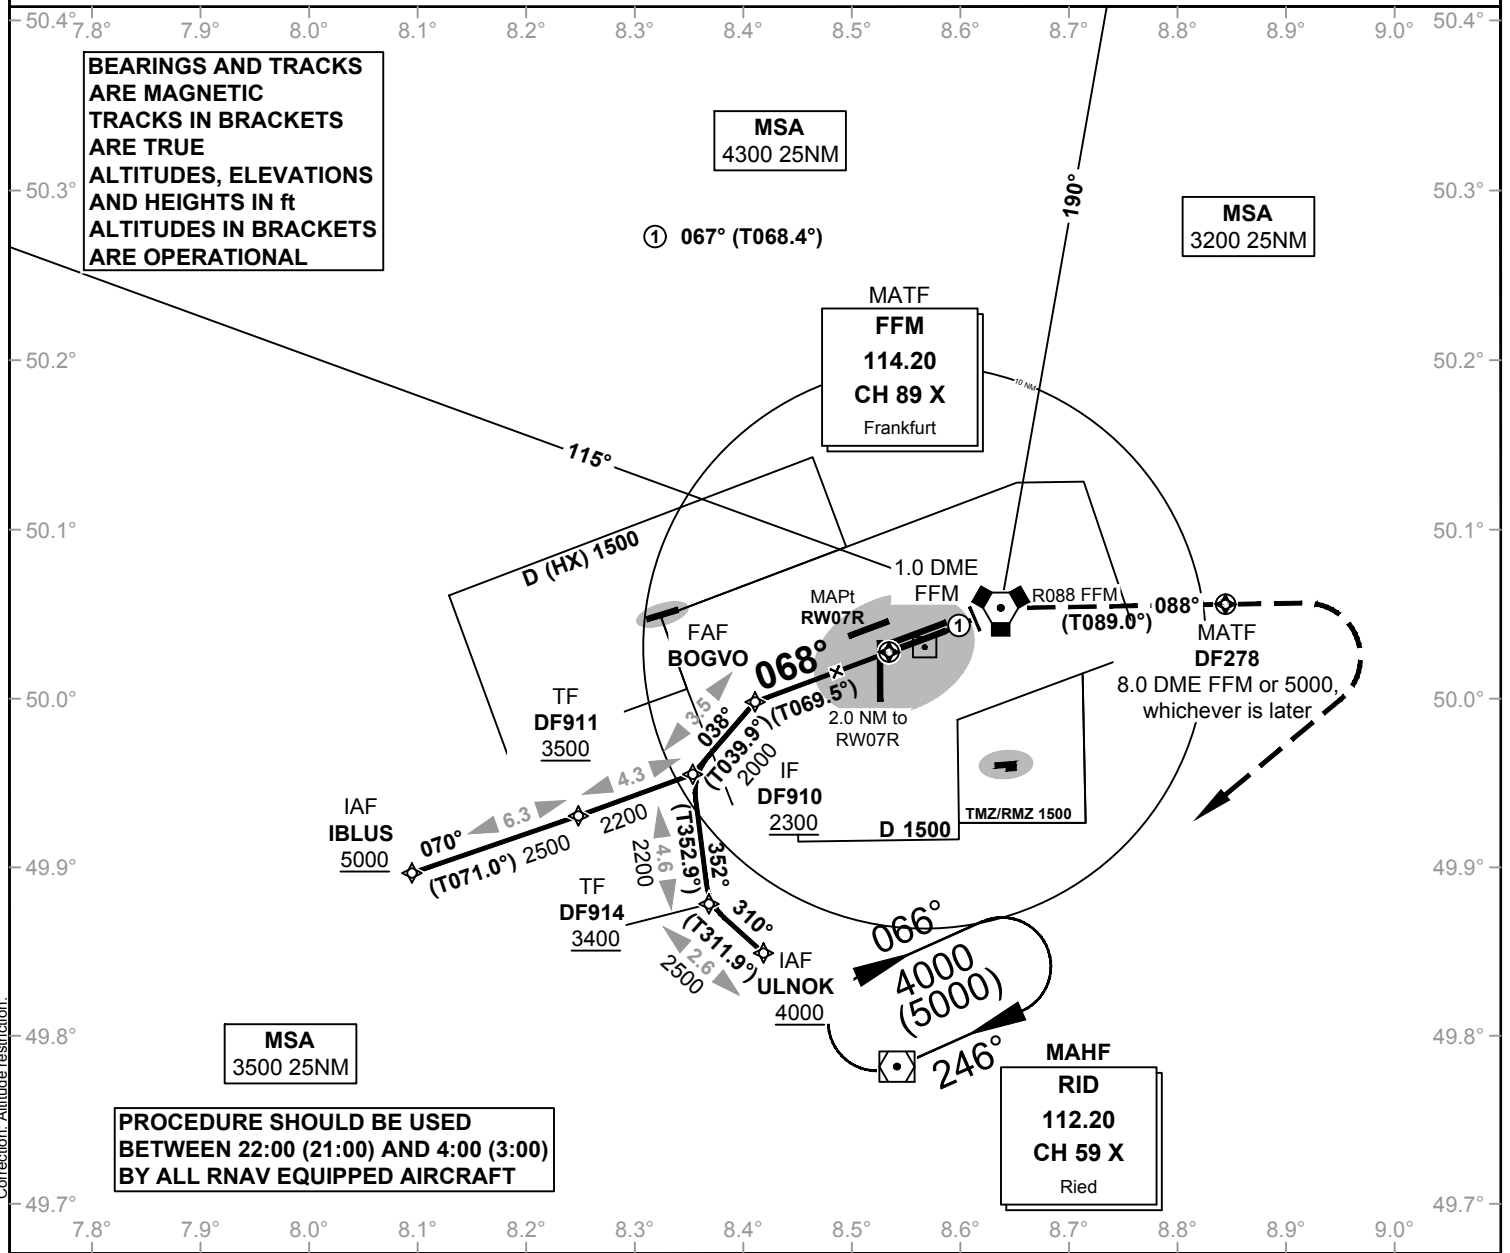 7.8° 7.9° 8.0° 8.1° 8.2° 8.3° 8.4° 8.5° 8.6° 8.7° 8.8° 8.9° 9.0°
50.4° 50.4°
BEARINGS AND TRACKS
ARE MAGNETIC
TRACKS IN BRACKETS
ARE TRUE
ALTITUDES, ELEVATIONS
AND HEIGHTS IN ft
ALTITUDES IN BRACKETS
ARE OPERATIONAL
MSA
4300 25NM
50.3° 50.3°
190°
MSA
3200 25NM
1 067° (T068.4°)
MATF
FFM
114.20
CH 89 X
Frankfurt
10 NM
50.2° 50.2°
115°
50.1° 50.1°
D (HX) 1500
1.0 DME
FFM
MAPt
RW07R
1
R088 FFM
088°
(T089.0°)
MATF
DF278
8.0 DME FFM or 5000,
whichever is later
FAF
BOGVO
068°
(T069.5°)
2.0 NM to
RW07R
50.0° 50.0°
TF
DF911
3500
3.5
038°
(T039.9°)
2000
IF
DF910
2300
4.3
2200
6.3
IAF
IBLUS
5000
070°
(T071.0°)
2500
D 1500
TMZ/RMZ 1500
49.9° 49.9°
(T352.9°)
352°
4.6
2200
TF
DF914
3400
310°
(T311.9°)
2.6
2500
IAF
ULNOK
4000
066°
4000
(5000)
246°
49.8° 49.8°
MSA
3500 25NM
MAHF
RID
112.20
CH 59 X
Ried
PROCEDURE SHOULD BE USED
BETWEEN 22:00 (21:00) AND 4:00 (3:00)
BY ALL RNAV EQUIPPED AIRCRAFT
Correction: Altitude restriction.
49.7° 49.7°
7.8° 7.9° 8.0° 8.1° 8.2° 8.3° 8.4° 8.5° 8.6° 8.7° 8.8° 8.9° 9.0°